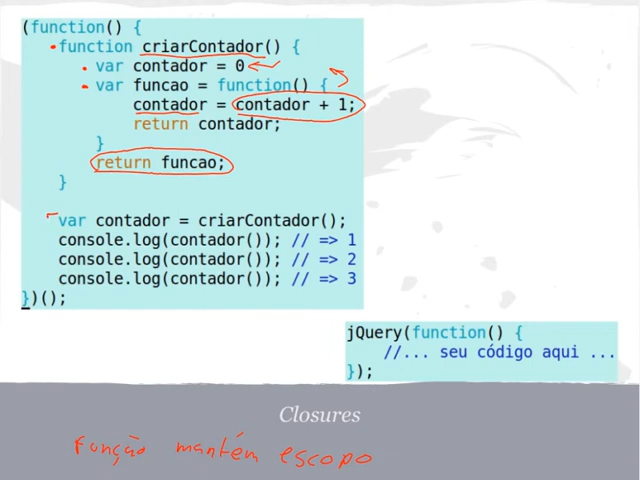 (function() {
function criarContador() {
var contador = 0
var funcao = function() {
contador = contador + 1;
return contador;
}
return funcao;
}
var contador = criarContador();
console.log(contador()); // => 1
console.log(contador()); // => 2
console.log(contador()); // => 3
})();
jQuery(function() {
//... seu código aqui ...
});
Closures
função mantém escopo